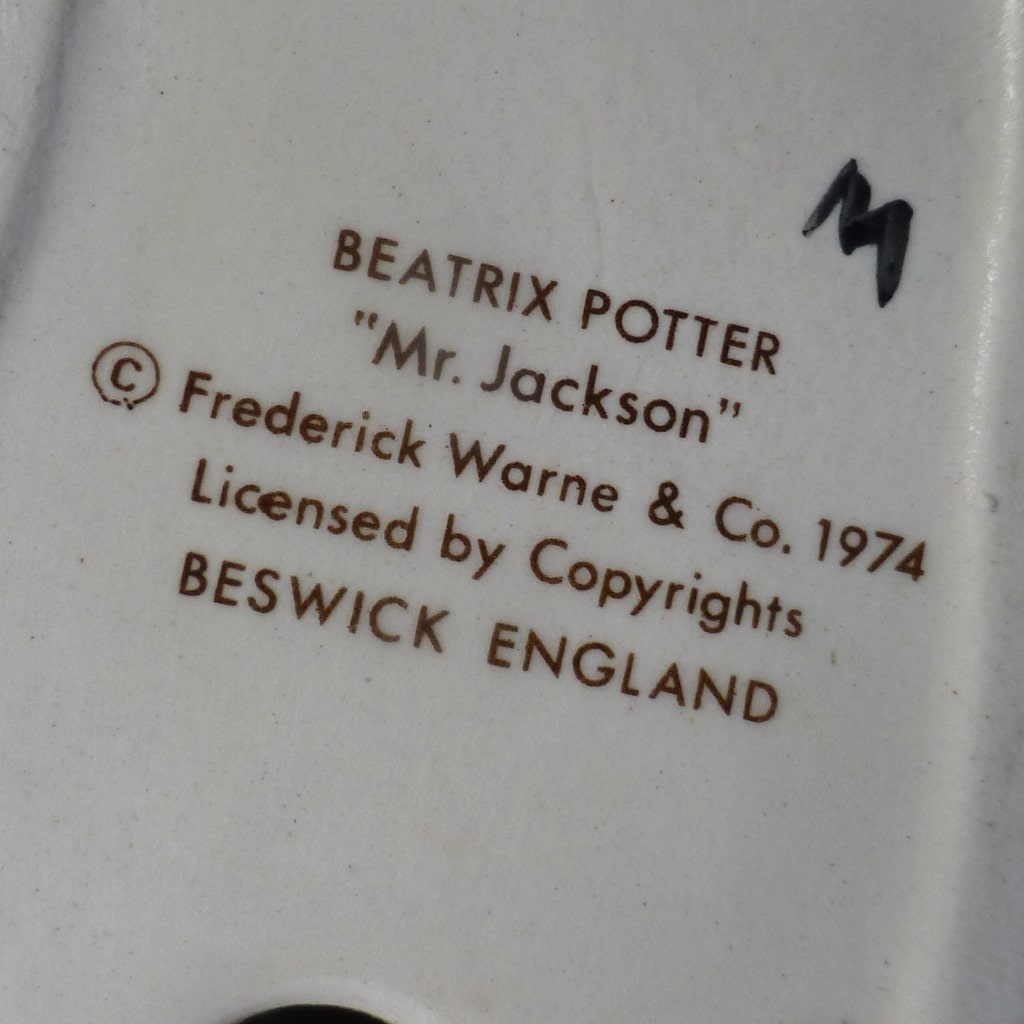 M
BEATRIX POTTER
"Mr. Jackson"
© Frederick Warne & Co. 1974
Licensed by Copyrights
BESWICK ENGLAND